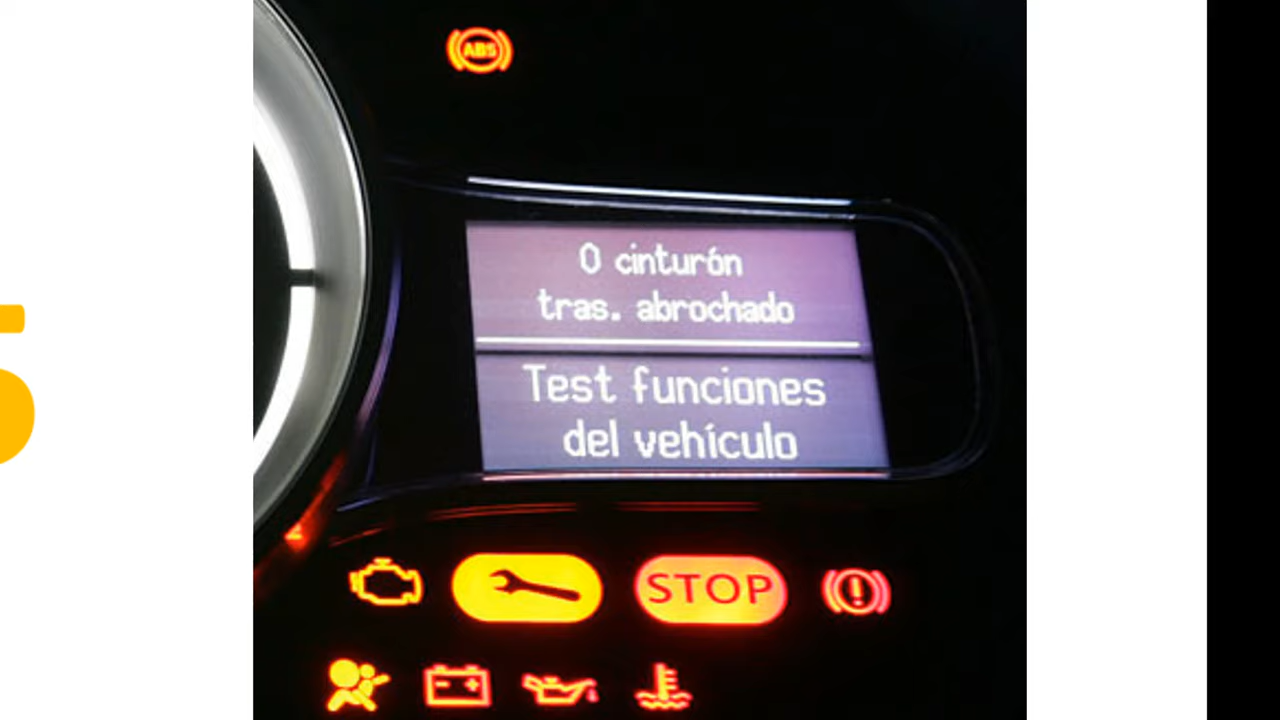 ABS
0 cinturón
tras. abrochado
Test funciones
del vehículo
STOP